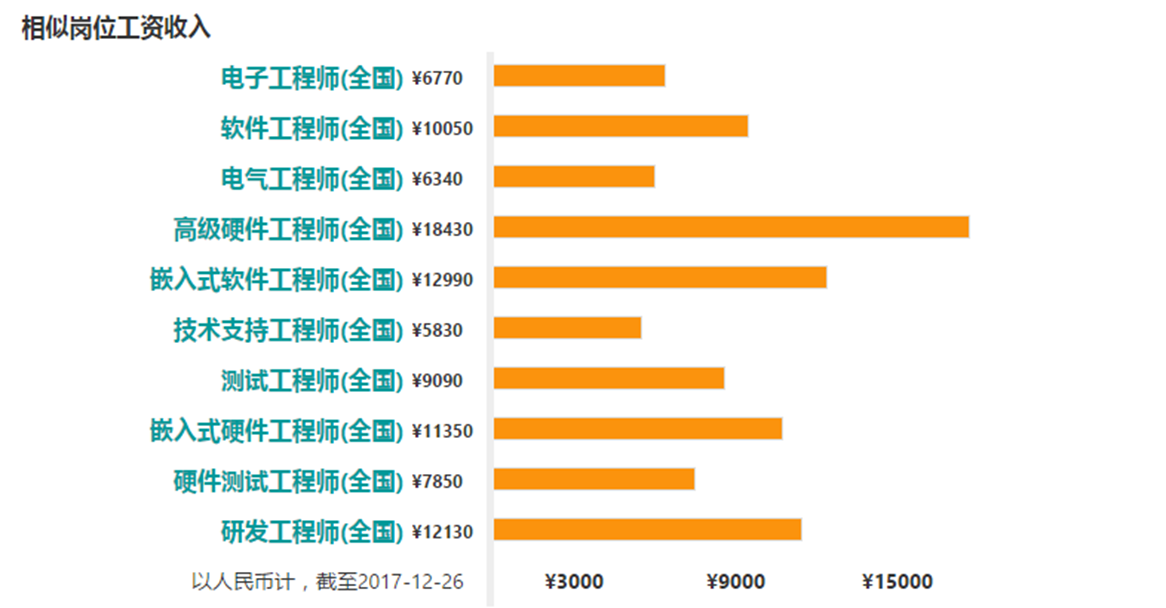 相似岗位工资收入
电子工程师(全国) ¥6770
软件工程师(全国) ¥10050
电气工程师(全国) ¥6340
高级硬件工程师(全国) ¥18430
嵌入式软件工程师(全国) ¥12990
技术支持工程师(全国) ¥5830
测试工程师(全国) ¥9090
嵌入式硬件工程师(全国) ¥11350
硬件测试工程师(全国) ¥7850
研发工程师(全国) ¥12130
以人民币计，截至2017-12-26 ¥3000 ¥9000 ¥15000